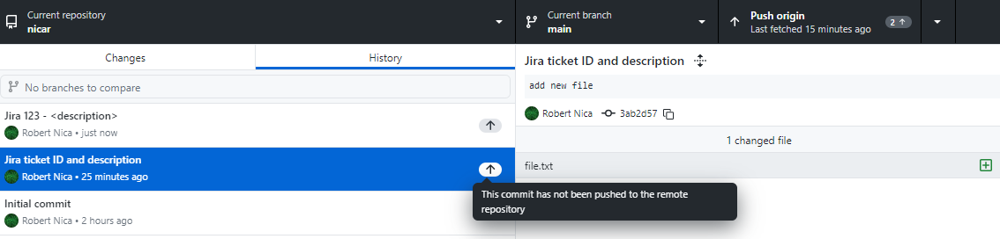 Current repository
nicar
Current branch
main
Push origin
Last fetched 15 minutes ago
2
Changes
History
No branches to compare
Jira 123 - <description>
Robert Nica • just now
Jira ticket ID and description
Robert Nica • 25 minutes ago
Initial commit
Robert Nica • 2 hours ago
Jira ticket ID and description
add new file
Robert Nica 3ab2d57
1 changed file
file.txt
This commit has not been pushed to the remote
repository